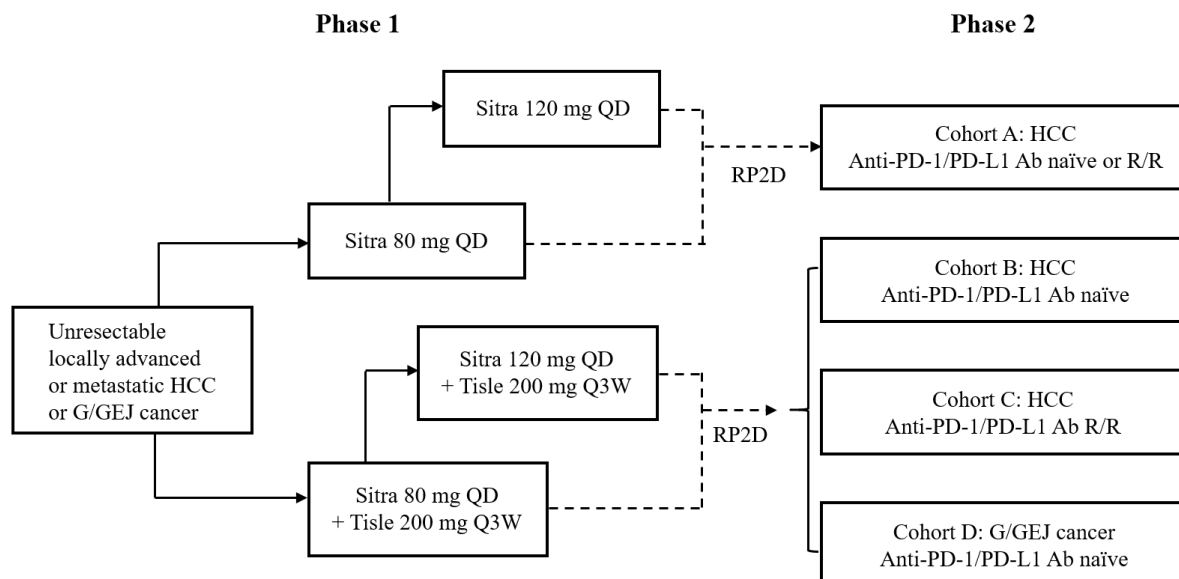 Phase 1
Phase 2
Sitra 120 mg QD
Cohort A: HCC
Anti-PD-1/PD-L1 Ab naïve or R/R
RP2D
Sitra 80 mg QD
Cohort B: HCC
Anti-PD-1/PD-L1 Ab naïve
Unresectable
locally advanced
or metastatic HCC
or G/GEJ cancer
Sitra 120 mg QD
+ Tisle 200 mg Q3W
RP2D
Cohort C: HCC
Anti-PD-1/PD-L1 Ab R/R
Sitra 80 mg QD
+ Tisle 200 mg Q3W
Cohort D: G/GEJ cancer
Anti-PD-1/PD-L1 Ab naïve